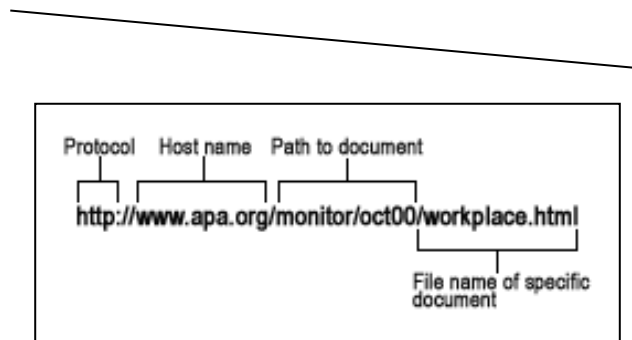 Protocol Host name Path to document
http://www.apa.org/monitor/oct00/workplace.html
File name of specific
document